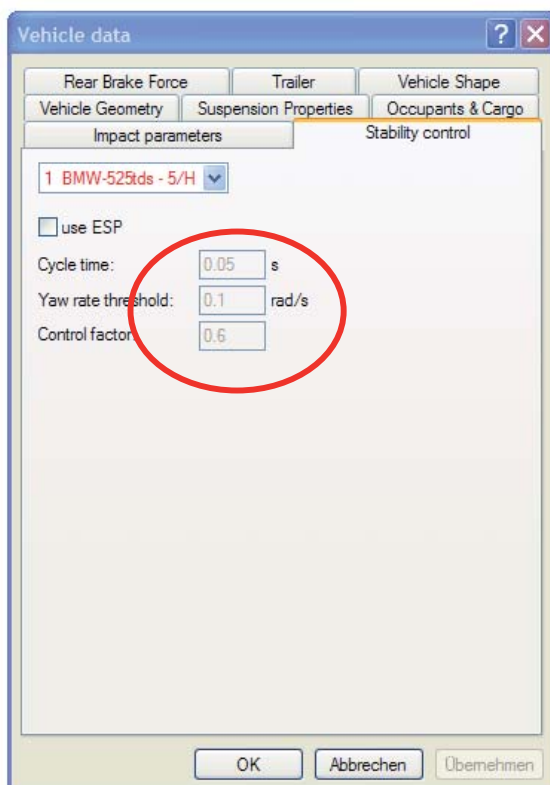 Vehicle data
Rear Brake Force Trailer Vehicle Shape
Vehicle Geometry Suspension Properties Occupants & Cargo
Impact parameters Stability control
1 BMW-525tds - 5/H
use ESP
Cycle time: 0.05 s
Yaw rate threshold: 0.1 rad/s
Control factor: 0.6
OK Abbrechen Übernehmen